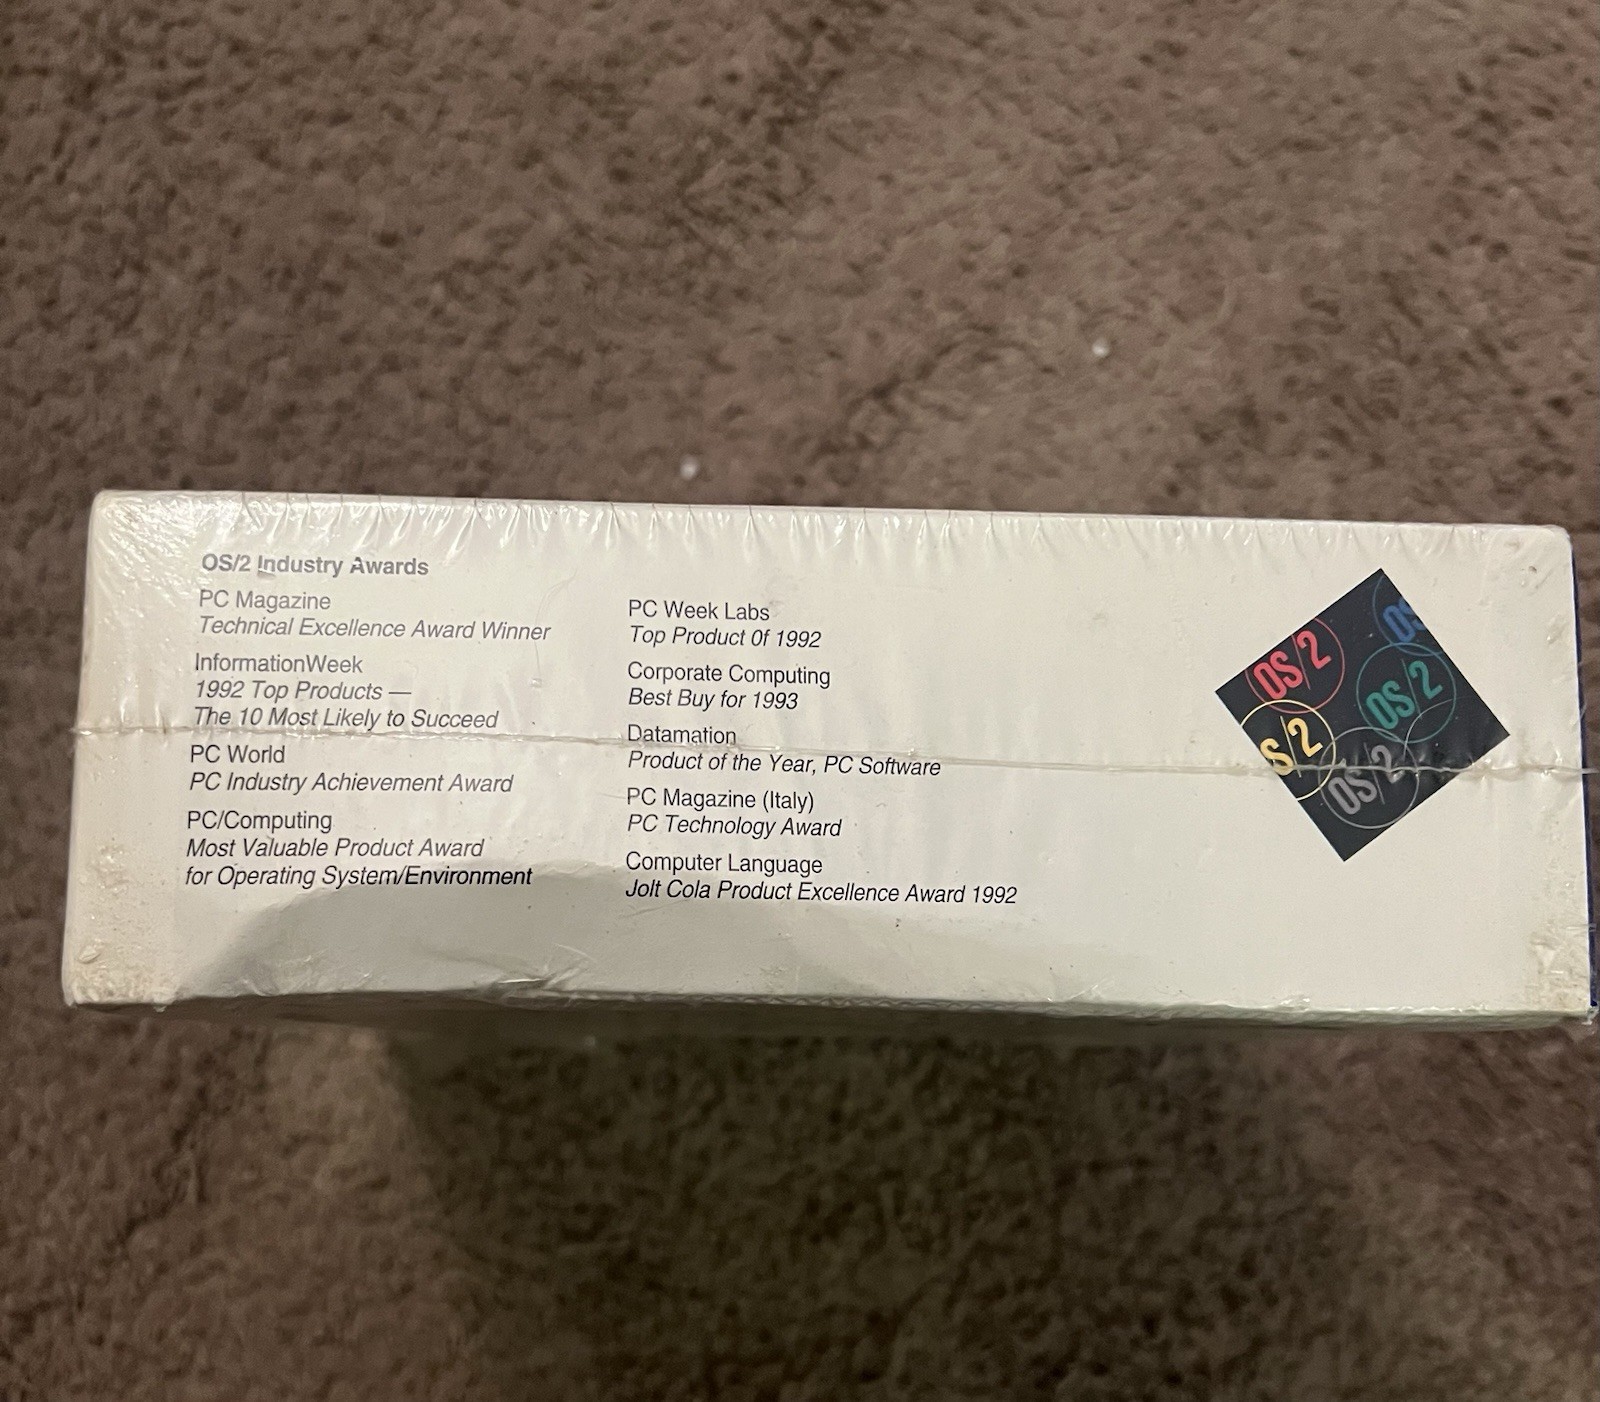 OS/2 Industry Awards
PC Magazine
Technical Excellence Award Winner
InformationWeek
1992 Top Products —
The 10 Most Likely to Succeed
PC World
PC Industry Achievement Award
PC/Computing
Most Valuable Product Award
for Operating System/Environment
PC Week Labs
Top Product 0f 1992
Corporate Computing
Best Buy for 1993
Datamation
Product of the Year, PC Software
PC Magazine (Italy)
PC Technology Award
Computer Language
Jolt Cola Product Excellence Award 1992
OS/2
OS
OS/2
S/2
OS/2